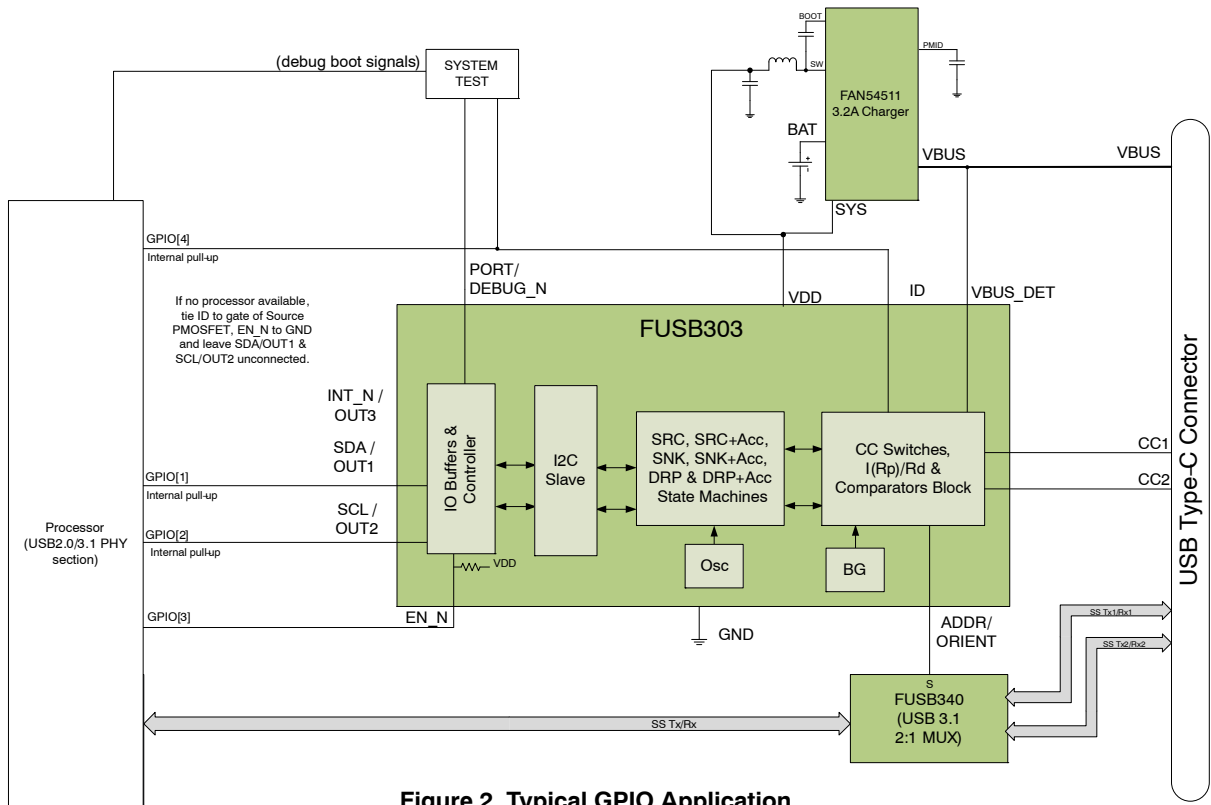 BOOT
PMID
(debug boot signals)
SYSTEM
TEST
SW
FAN54511
3.2A Charger
BAT
+
-
VBUS
VBUS
SYS
GPIO[4]
Internal pull-up
PORT/
DEBUG_N
VDD
ID
VBUS_DET
If no processor available,
tie ID to gate of Source
PMOSFET, EN_N to GND
and leave SDA/OUT1 &
SCL/OUT2 unconnected.
FUSB303
INT_N /
OUT3
SDA /
OUT1
GPIO[1]
Internal pull-up
SCL /
OUT2
GPIO[2]
Internal pull-up
Processor
(USB2.0/3.1 PHY
section)
IO Buffers &
Controller
I2C
Slave
SRC, SRC+Acc,
SNK, SNK+Acc,
DRP & DRP+Acc
State Machines
CC Switches,
I(Rp)/Rd &
Comparators Block
CC1
CC2
USB Type-C Connector
VDD
Osc
BG
GPIO[3]
EN_N
GND
ADDR/
ORIENT
SS Tx1/Rx1
SS Tx2/Rx2
S
FUSB340
(USB 3.1
2:1 MUX)
SS Tx/Rx
Figure 2. Typical GPIO Application